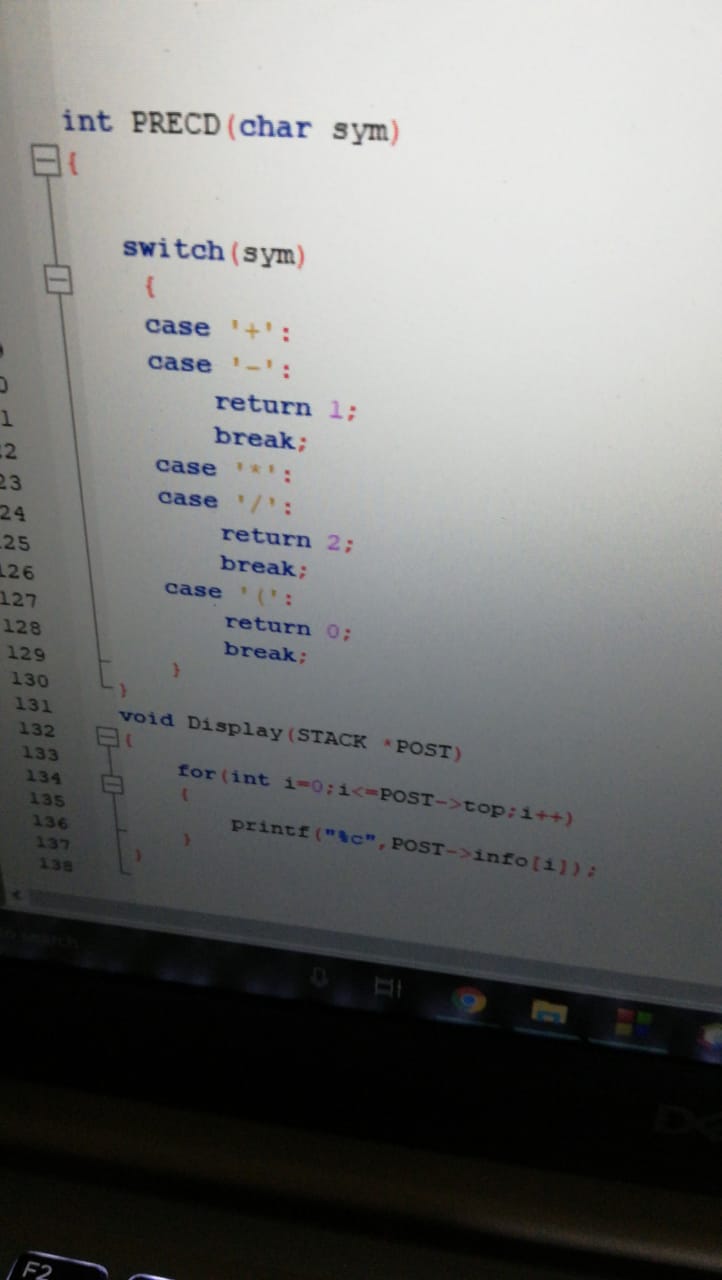 int PRECD(char sym)
{
switch(sym)
{
case '+':
case '-':
return 1;
break;
case '*':
case '/':
22
return 2;
23
break;
24
case '(':
25
return 0;
126
break;
127
}
128
}
129
void Display(STACK *POST)
130
{
131
for(int i=0;i<=POST->top;i++)
132
{
133
printf("%c",POST->info[i]);
134
}
135
}
136
137
138
F2